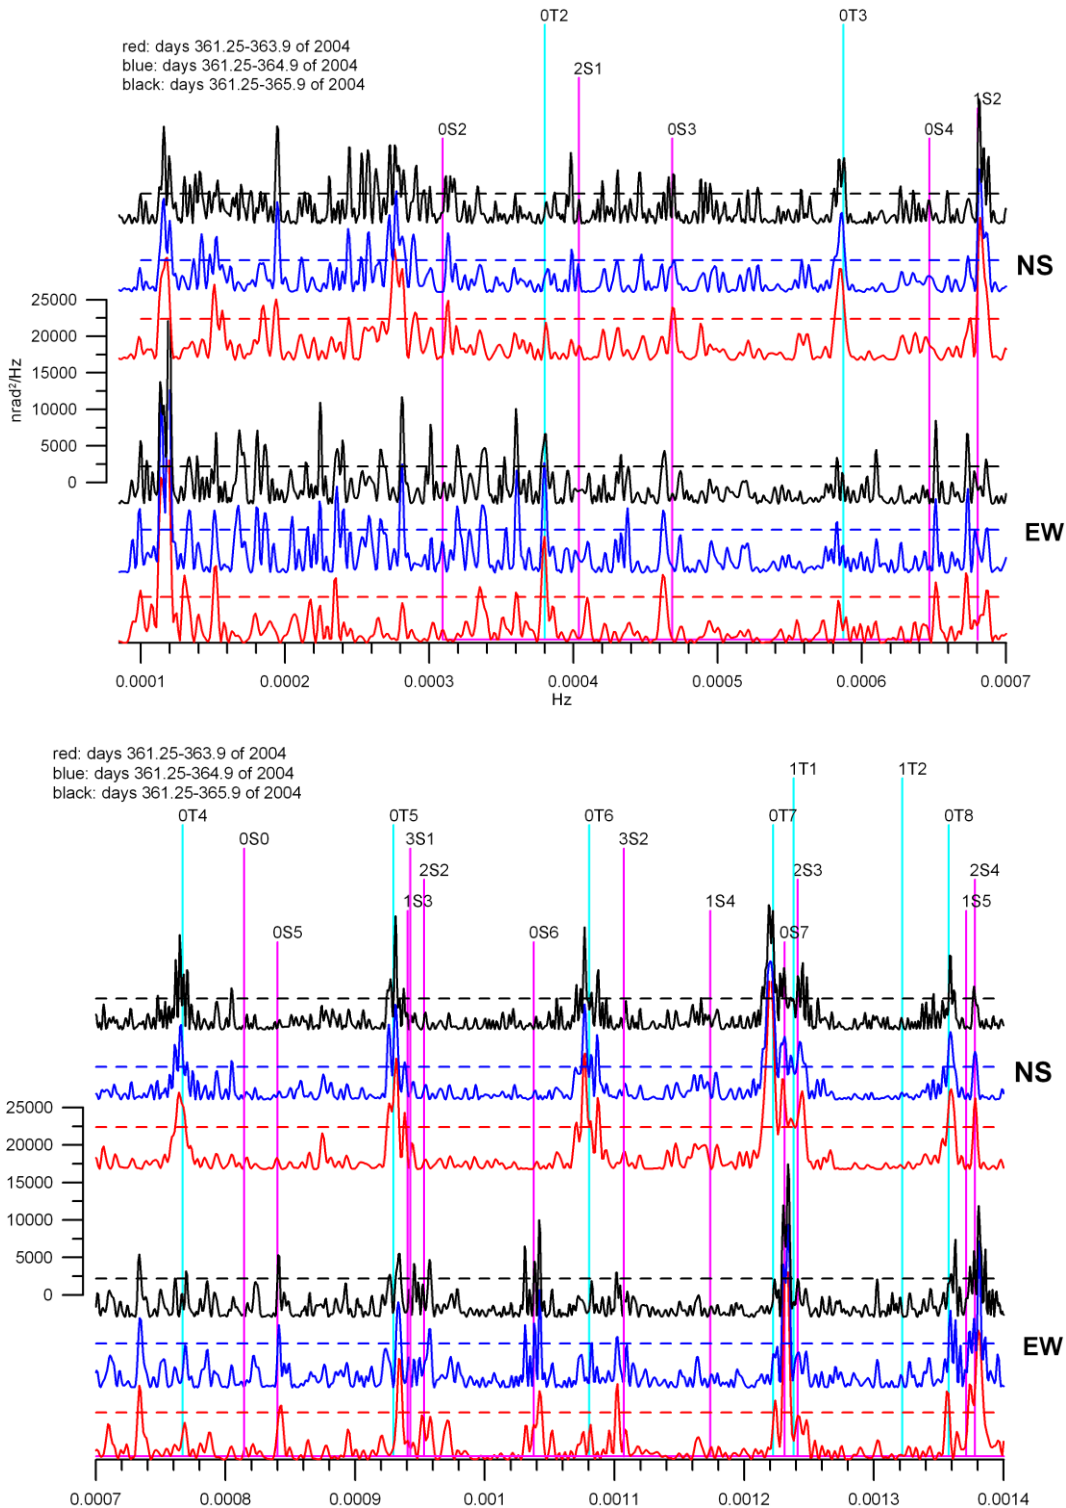 0T2
0T3
red: days 361.25-363.9 of 2004
blue: days 361.25-364.9 of 2004
black: days 361.25-365.9 of 2004
2S1
1S2
0S2
0S3
0S4
NS
25000
20000
15000
10000
5000
0
nrad²/Hz
EW
0.0001
0.0002
0.0003
0.0004
0.0005
0.0006
0.0007
Hz
red: days 361.25-363.9 of 2004
blue: days 361.25-364.9 of 2004
black: days 361.25-365.9 of 2004
1T1
1T2
0T4
0T5
0T6
0T7
0T8
0S0
3S1
3S2
2S2
2S3
2S4
1S3
1S4
1S5
0S5
0S6
0S7
NS
25000
20000
15000
10000
5000
0
EW
0.0007
0.0008
0.0009
0.001
0.0011
0.0012
0.0013
0.0014